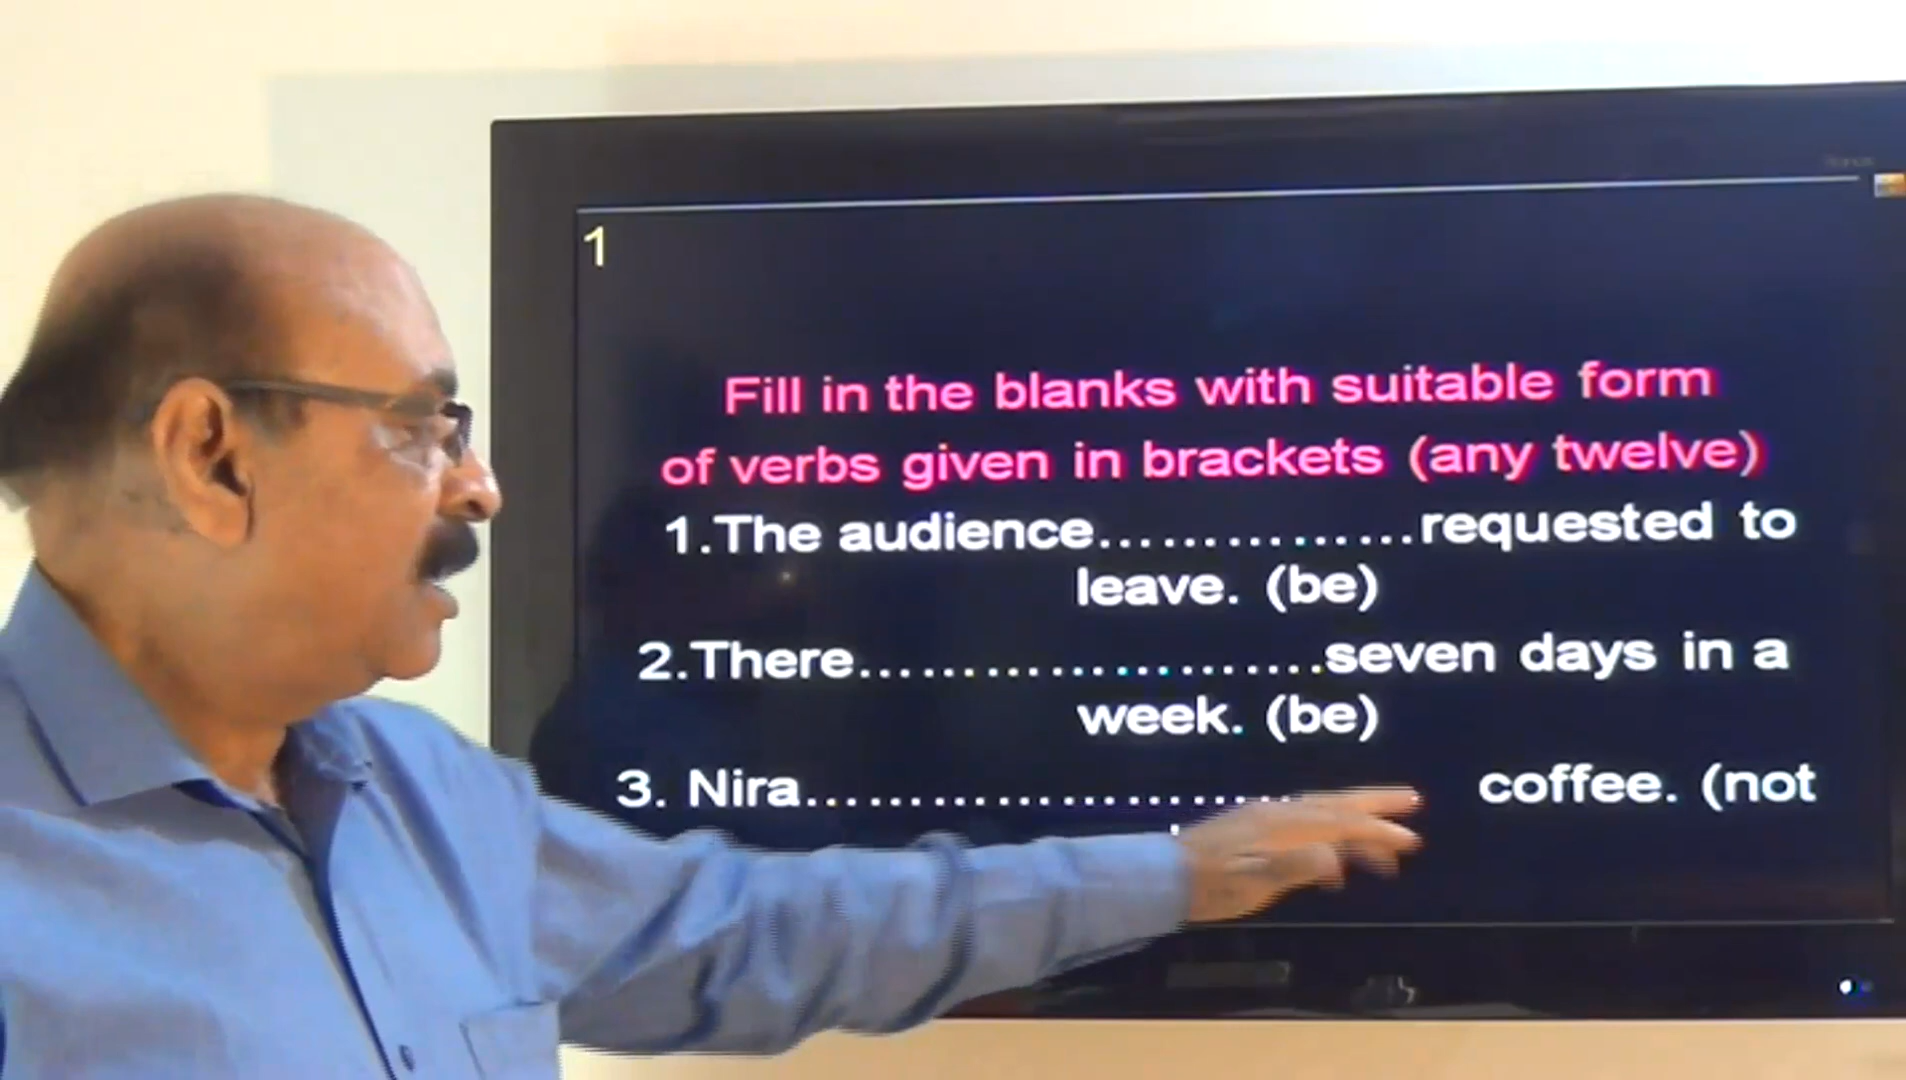 1
Fill in the blanks with suitable form
of verbs given in brackets (any twelve)
1.The audience...............requested to
leave. (be)
2.There......................seven days in a
week. (be)
3. Nira....................... coffee. (not